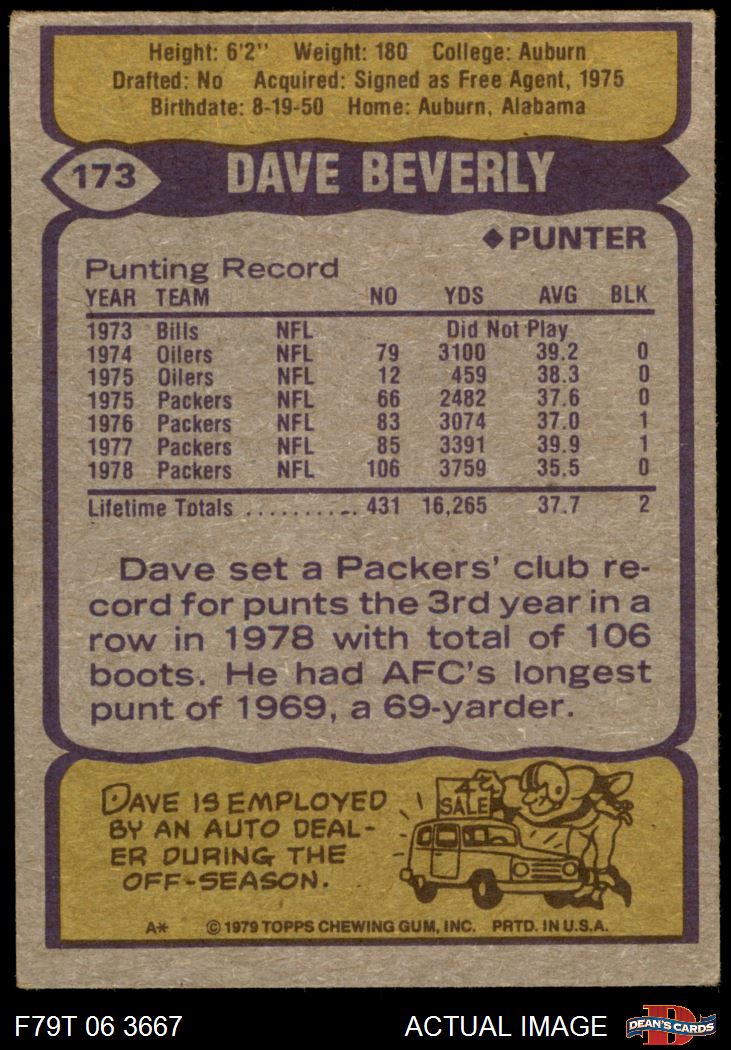 Height: 6'2'' Weight: 180 College: Auburn
Drafted: No Acquired: Signed as Free Agent, 1975
Birthdate: 8-19-50 Home: Auburn, Alabama
173 DAVE BEVERLY
◆PUNTER
Punting Record
YEAR TEAM NO YDS AVG BLK
1973 Bills NFL Did Not Play
1974 Oilers NFL 79 3100 39.2 0
1975 Oilers NFL 12 459 38.3 0
1975 Packers NFL 66 2482 37.6 0
1976 Packers NFL 83 3074 37.0 1
1977 Packers NFL 85 3391 39.9 1
1978 Packers NFL 106 3759 35.5 0
Lifetime Totals ........... 431 16,265 37.7 2
Dave set a Packers' club re-
cord for punts the 3rd year in a
row in 1978 with total of 106
boots. He had AFC's longest
punt of 1969, a 69-yarder.
DAVE IS EMPLOYED
BY AN AUTO DEAL-
ER DURING THE
OFF-SEASON.
4
SALE
A* © 1979 TOPPS CHEWING GUM, INC. PRTD. IN U.S.A.
F79T 06 3667 ACTUAL IMAGE
D
DEAN'S CARDS